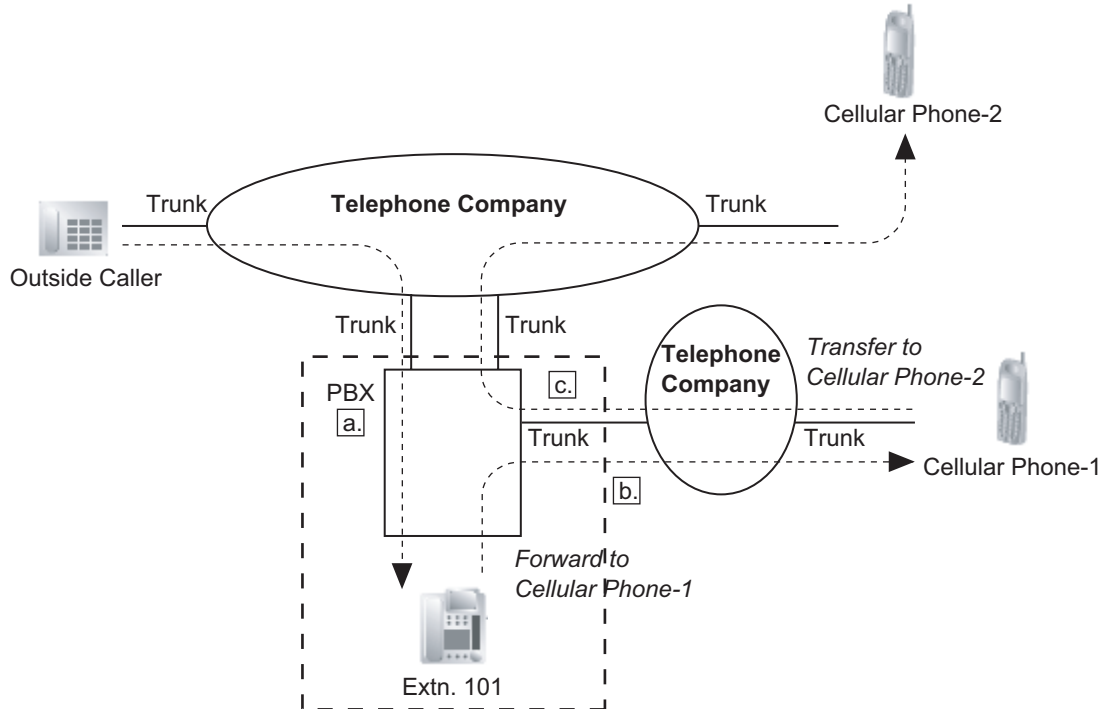 Cellular Phone-2
Trunk
Telephone Company
Trunk
Outside Caller
Trunk
Trunk
PBX
a.
c.
Telephone
Company
Transfer to
Cellular Phone-2
Trunk
Trunk
Cellular Phone-1
b.
Forward to
Cellular Phone-1
Extn. 101